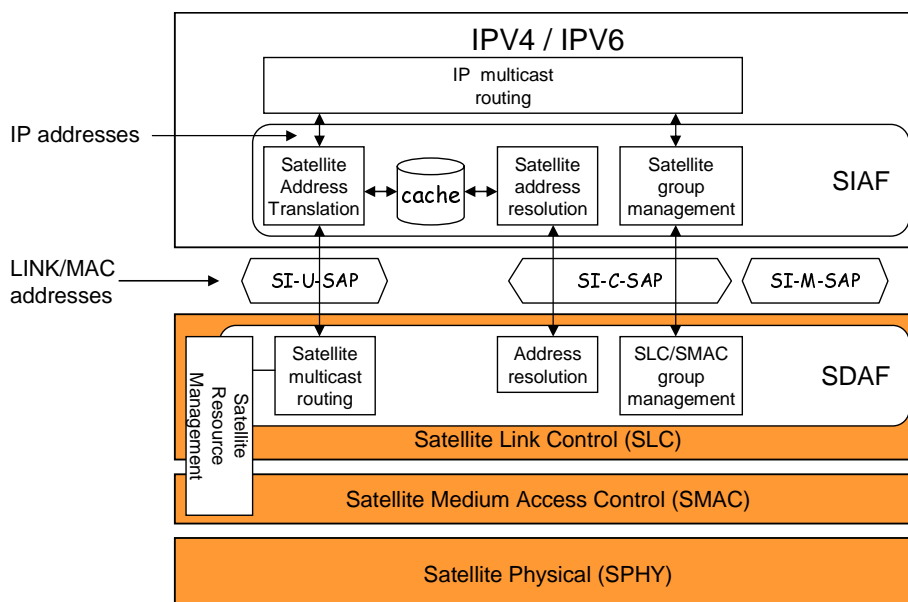 IPV4 / IPV6
IP multicast
routing
IP addresses
Satellite
Address
Translation
cache
Satellite
address
resolution
Satellite
group
management
SIAF
LINK/MAC
addresses
SI-U-SAP
SI-C-SAP
SI-M-SAP
Satellite
Resource
Management
Satellite
multicast
routing
Address
resolution
SLC/SMAC
group
management
SDAF
Satellite Link Control (SLC)
Satellite Medium Access Control (SMAC)
Satellite Physical (SPHY)